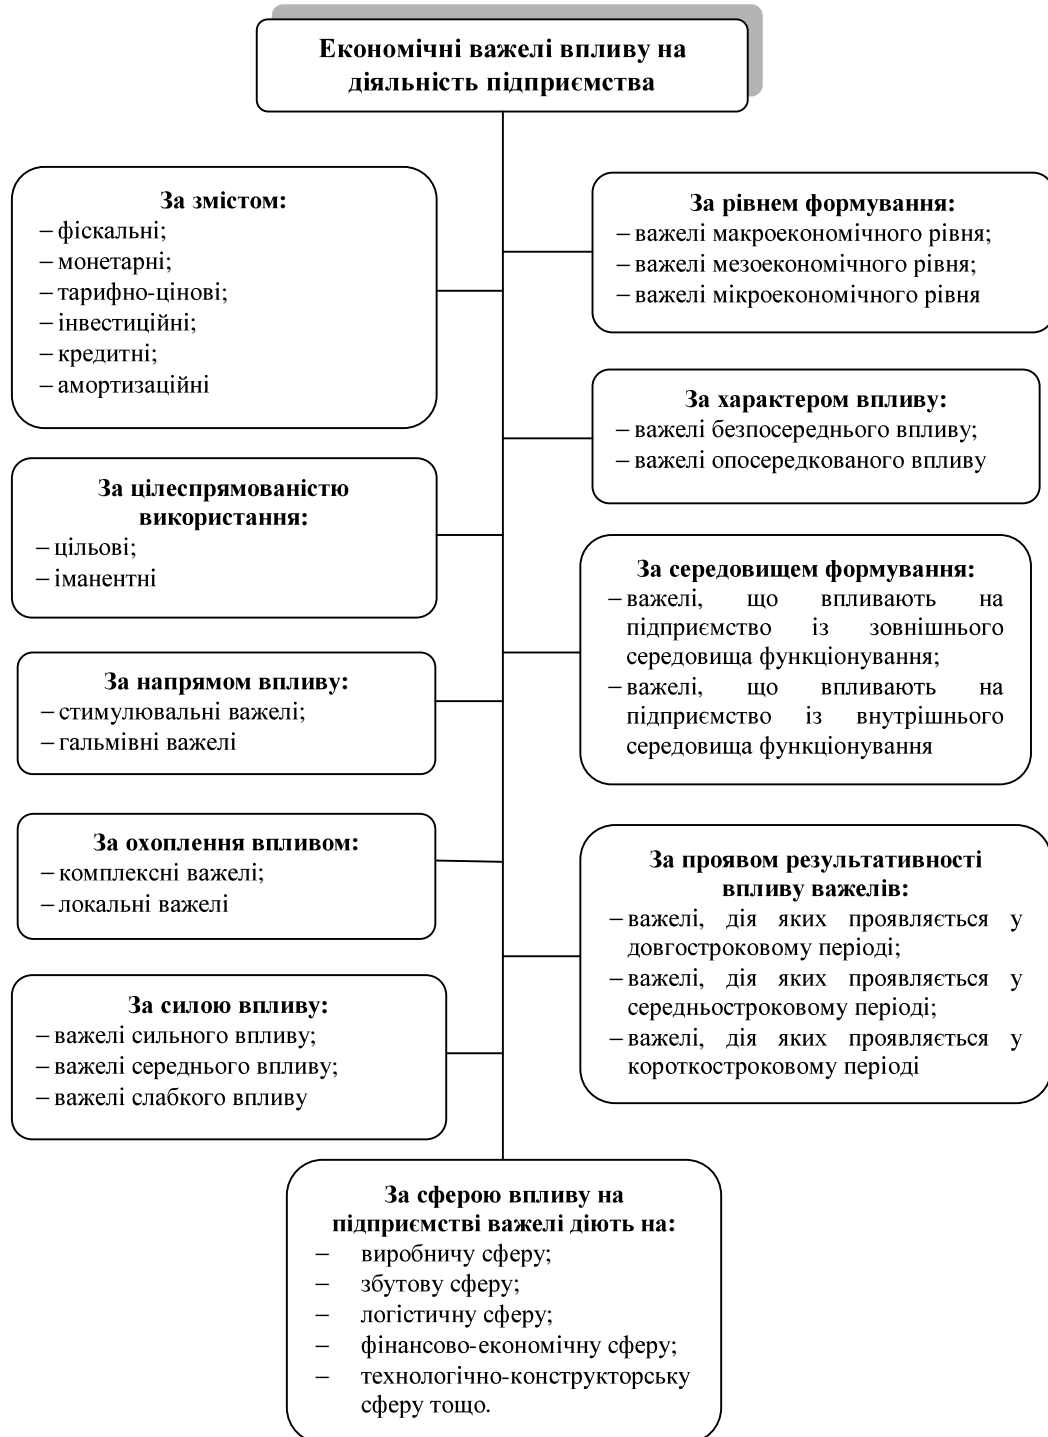 Економічні важелі впливу на
діяльність підприємства
За змістом:
– фіскальні;
– монетарні;
– тарифно-цінові;
– інвестиційні;
– кредитні;
– амортизаційні
За рівнем формування:
– важелі макроекономічного рівня;
– важелі мезоекономічного рівня;
– важелі мікроекономічного рівня
За характером впливу:
– важелі безпосереднього впливу;
– важелі опосередкованого впливу
За цілеспрямованістю
використання:
– цільові;
– іманентні
За середовищем формування:
– важелі, що впливають на
підприємство із зовнішнього
середовища функціонування;
– важелі, що впливають на
підприємство із внутрішнього
середовища функціонування
За напрямом впливу:
– стимулювальні важелі;
– гальмівні важелі
За охоплення впливом:
– комплексні важелі;
– локальні важелі
За проявом результативності
впливу важелів:
– важелі, дія яких проявляється у
довгостроковому періоді;
– важелі, дія яких проявляється у
середньостроковому періоді;
– важелі, дія яких проявляється у
короткостроковому періоді
За силою впливу:
– важелі сильного впливу;
– важелі середнього впливу;
– важелі слабкого впливу
За сферою впливу на
підприємстві важелі діють на:
– виробничу сферу;
– збутову сферу;
– логістичну сферу;
– фінансово-економічну сферу;
– технологічно-конструкторську
сферу тощо.